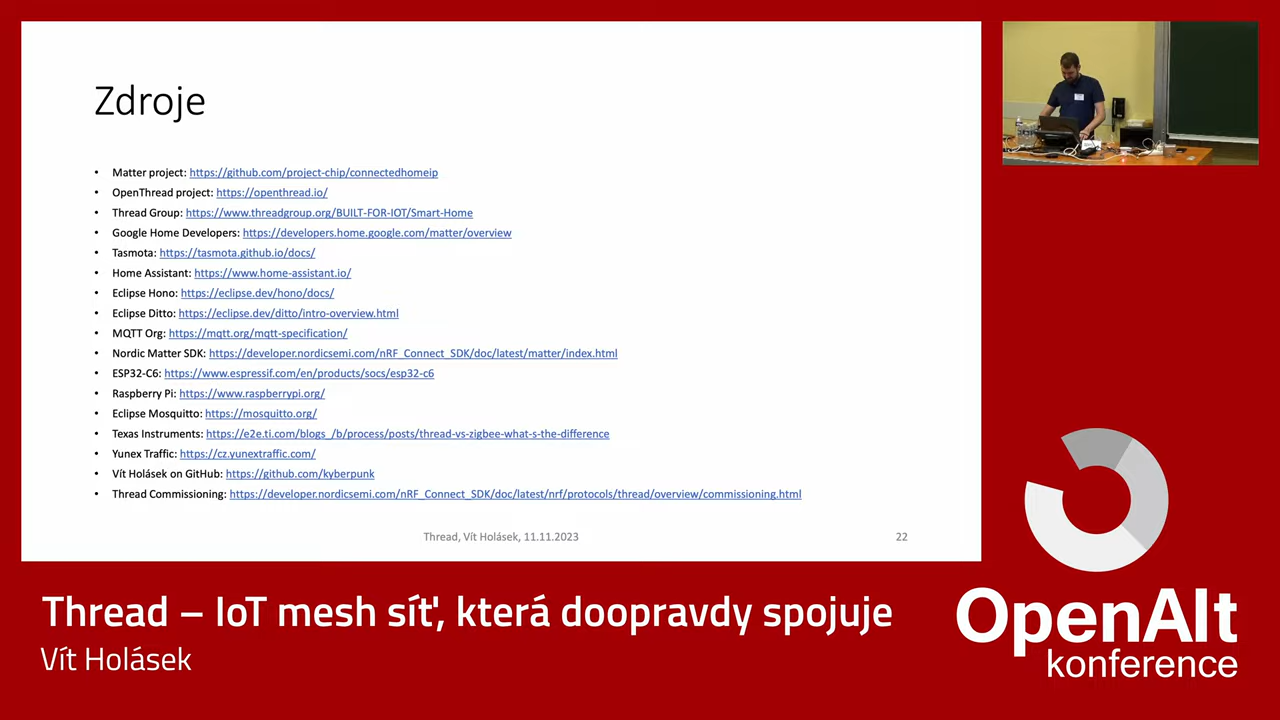 Zdroje
• Matter project: https://github.com/project-chip/connectedhomeip
• OpenThread project: https://openthread.io/
• Thread Group: https://www.threadgroup.org/BUILT-FOR-IOT/Smart-Home
• Google Home Developers: https://developers.home.google.com/matter/overview
• Tasmota: https://tasmota.github.io/docs/
• Home Assistant: https://www.home-assistant.io/
• Eclipse Hono: https://eclipse.dev/hono/docs/
• Eclipse Ditto: https://eclipse.dev/ditto/intro-overview.html
• MQTT Org: https://mqtt.org/mqtt-specification/
• Nordic Matter SDK: https://developer.nordicsemi.com/nRF_Connect_SDK/doc/latest/matter/index.html
• ESP32-C6: https://www.espressif.com/en/products/socs/esp32-c6
• Raspberry Pi: https://www.raspberrypi.org/
• Eclipse Mosquitto: https://mosquitto.org/
• Texas Instruments: https://e2e.ti.com/blogs_/b/process/posts/thread-vs-zigbee-what-s-the-difference
• Yunex Traffic: https://cz.yunextraffic.com/
• Vít Holásek on GitHub: https://github.com/kyberpunk
• Thread Commissioning: https://developer.nordicsemi.com/nRF_Connect_SDK/doc/latest/nrf/protocols/thread/overview/commissioning.html
Thread, Vít Holásek, 11.11.2023
22
Thread – IoT mesh síť, která doopravdy spojuje
Vít Holásek
OpenAlt
konference